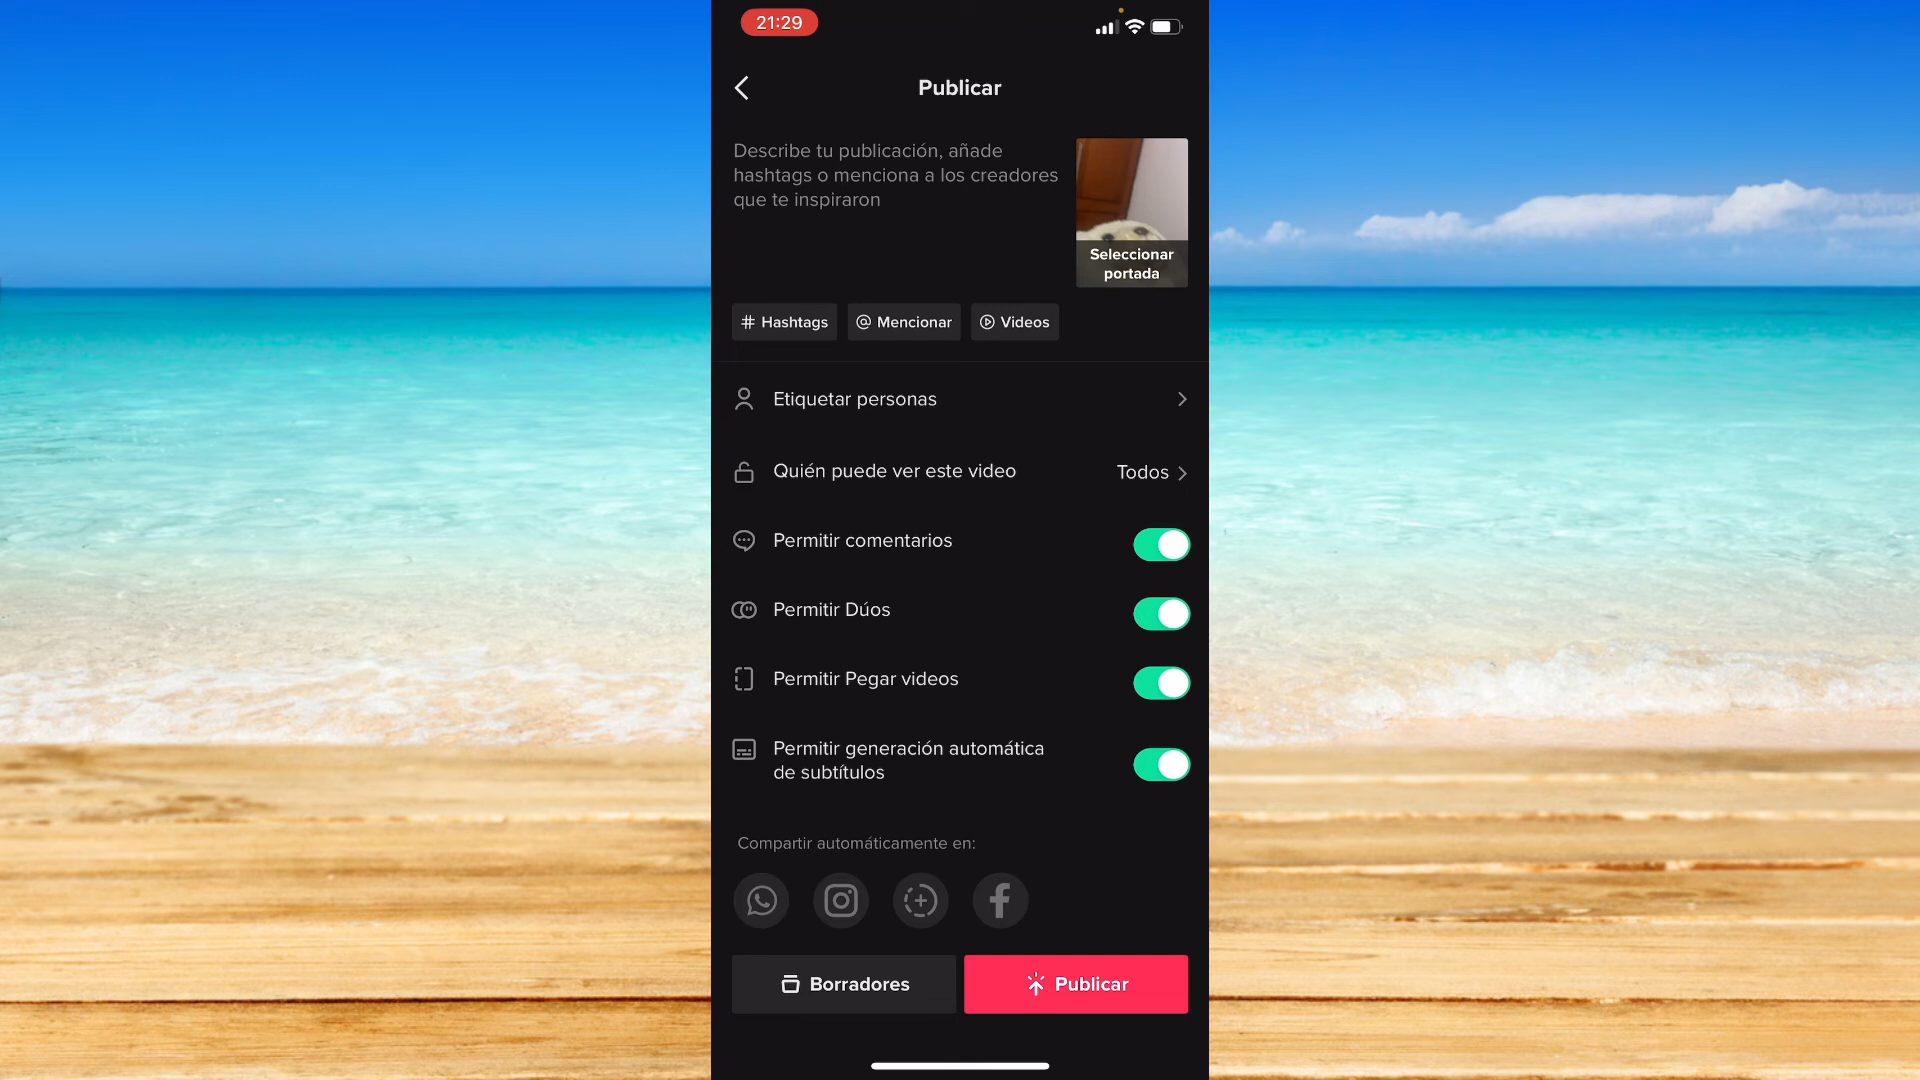 21:29
Publicar
Describe tu publicación, añade
hashtags o menciona a los creadores
que te inspiraron
Seleccionar
portada
# Hashtags
@ Mencionar
Videos
Etiquetar personas
Quién puede ver este video
Todos
Permitir comentarios
Permitir Dúos
Permitir Pegar videos
Permitir generación automática
de subtítulos
Compartir automáticamente en:
Borradores
Publicar